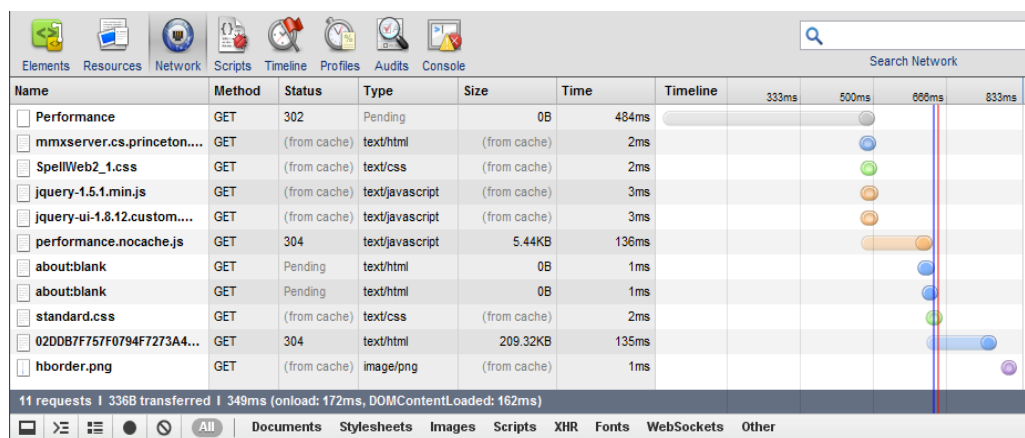 Elements Resources Network Scripts Timeline Profiles Audits Console Search Network
Name Method Status Type Size Time Timeline 333ms 500ms 666ms 833ms
Performance GET 302 Pending 0B 484ms
mmxserver.cs.princeton.... GET (from cache) text/html (from cache) 2ms
SpellWeb2_1.css GET (from cache) text/css (from cache) 2ms
jquery-1.5.1.min.js GET (from cache) text/javascript (from cache) 3ms
jquery-ui-1.8.12.custom.... GET (from cache) text/javascript (from cache) 3ms
performance.nocache.js GET 304 text/javascript 5.44KB 136ms
about:blank GET Pending text/html 0B 1ms
about:blank GET Pending text/html 0B 1ms
standard.css GET (from cache) text/css (from cache) 2ms
02DDB7F757F0794F7273A4... GET 304 text/html 209.32KB 135ms
hborder.png GET (from cache) image/png (from cache) 1ms
11 requests | 336B transferred | 349ms (onload: 172ms, DOMContentLoaded: 162ms)
All Documents Stylesheets Images Scripts XHR Fonts WebSockets Other